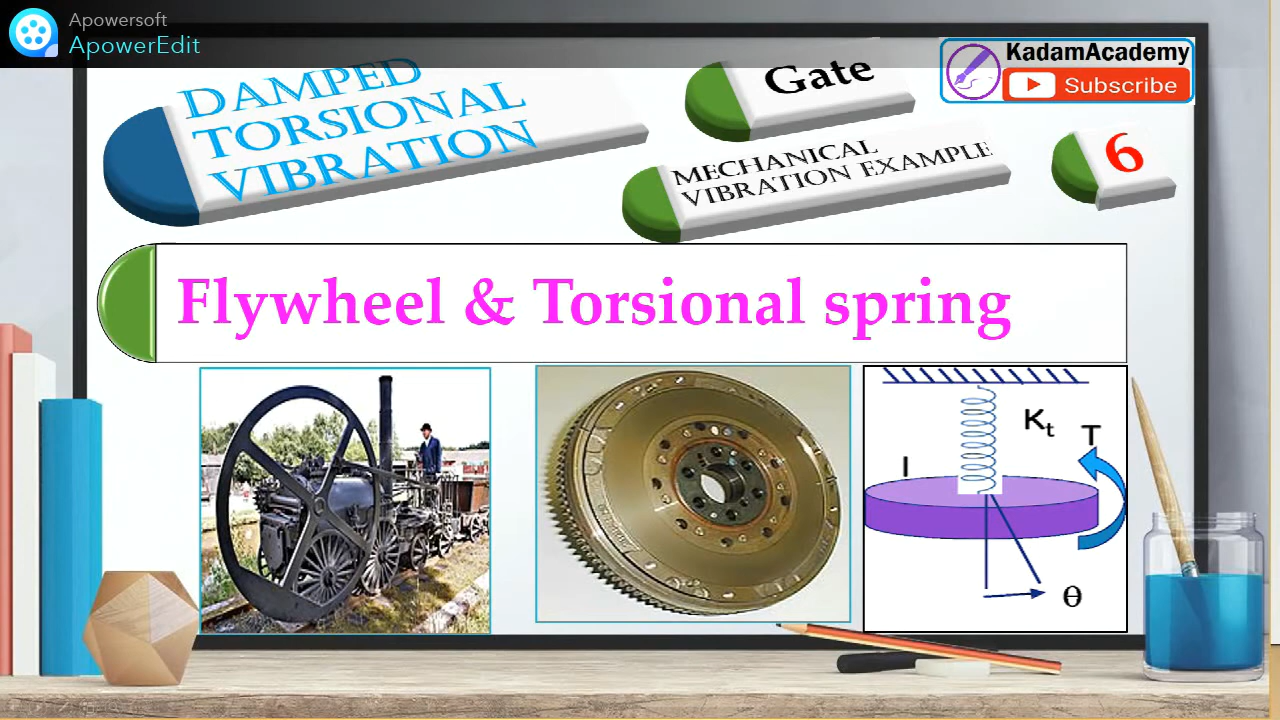 Apowersoft
ApowerEdit
KadamAcademy
Subscribe
DAMPED
TORSIONAL
VIBRATION
Gate
MECHANICAL
VIBRATION EXAMPLE
6
Flywheel & Torsional spring
Kt
T
I
θ